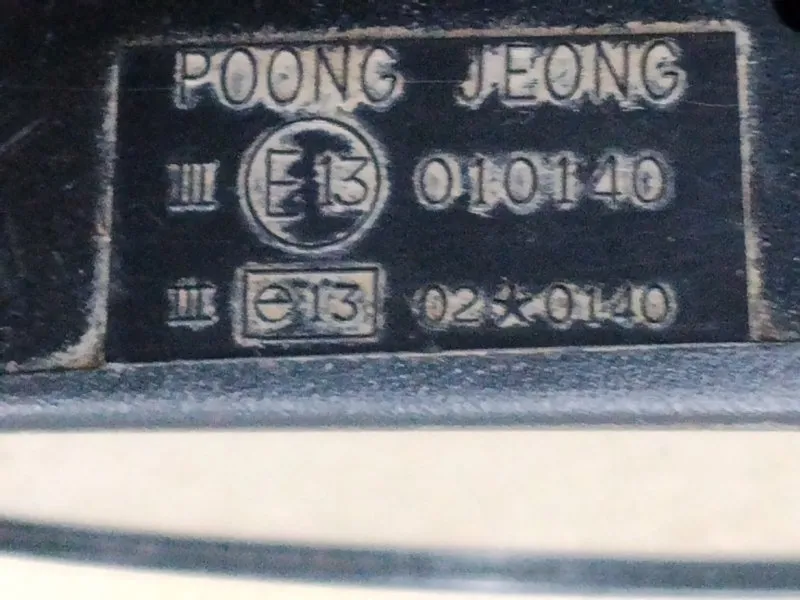 POONG JEONG
III E13 010140
III e13 02★0140